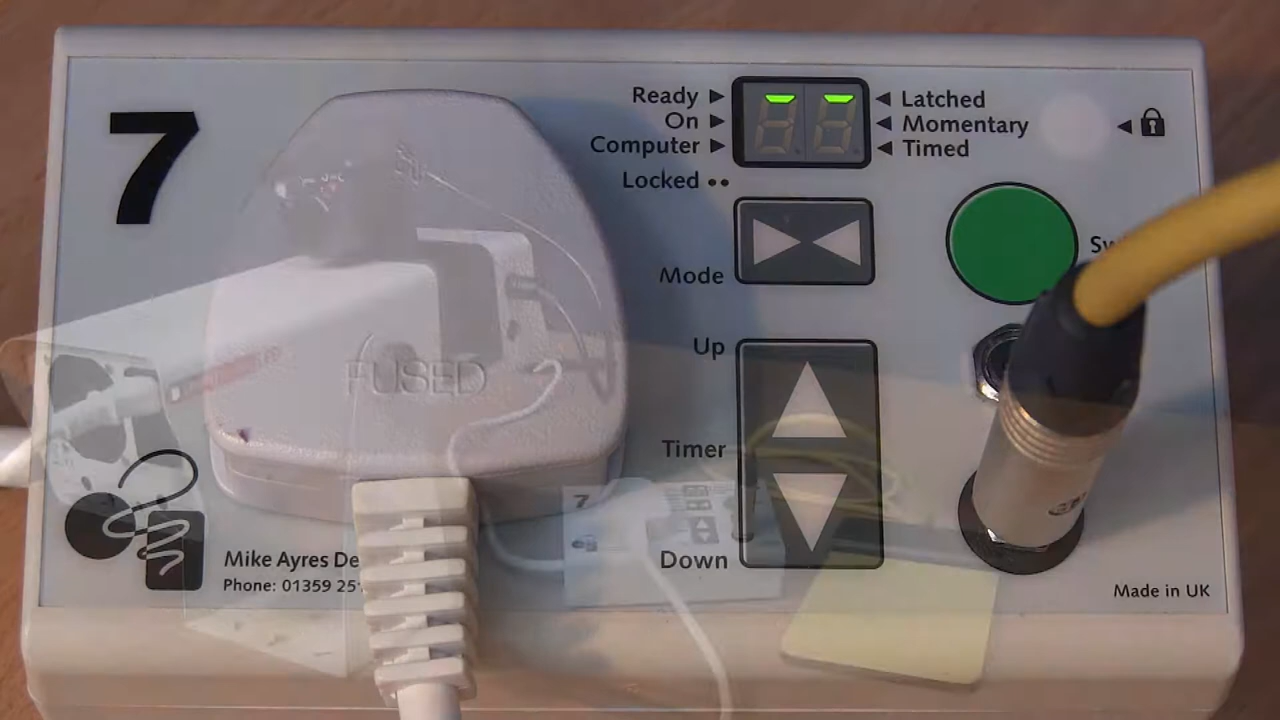 7
Ready
On
Computer
Locked
Latched
Momentary
Timed
Mode
Up
Timer
Down
FUSED
Mike Ayres De
Phone: 01359 25
Made in UK
7